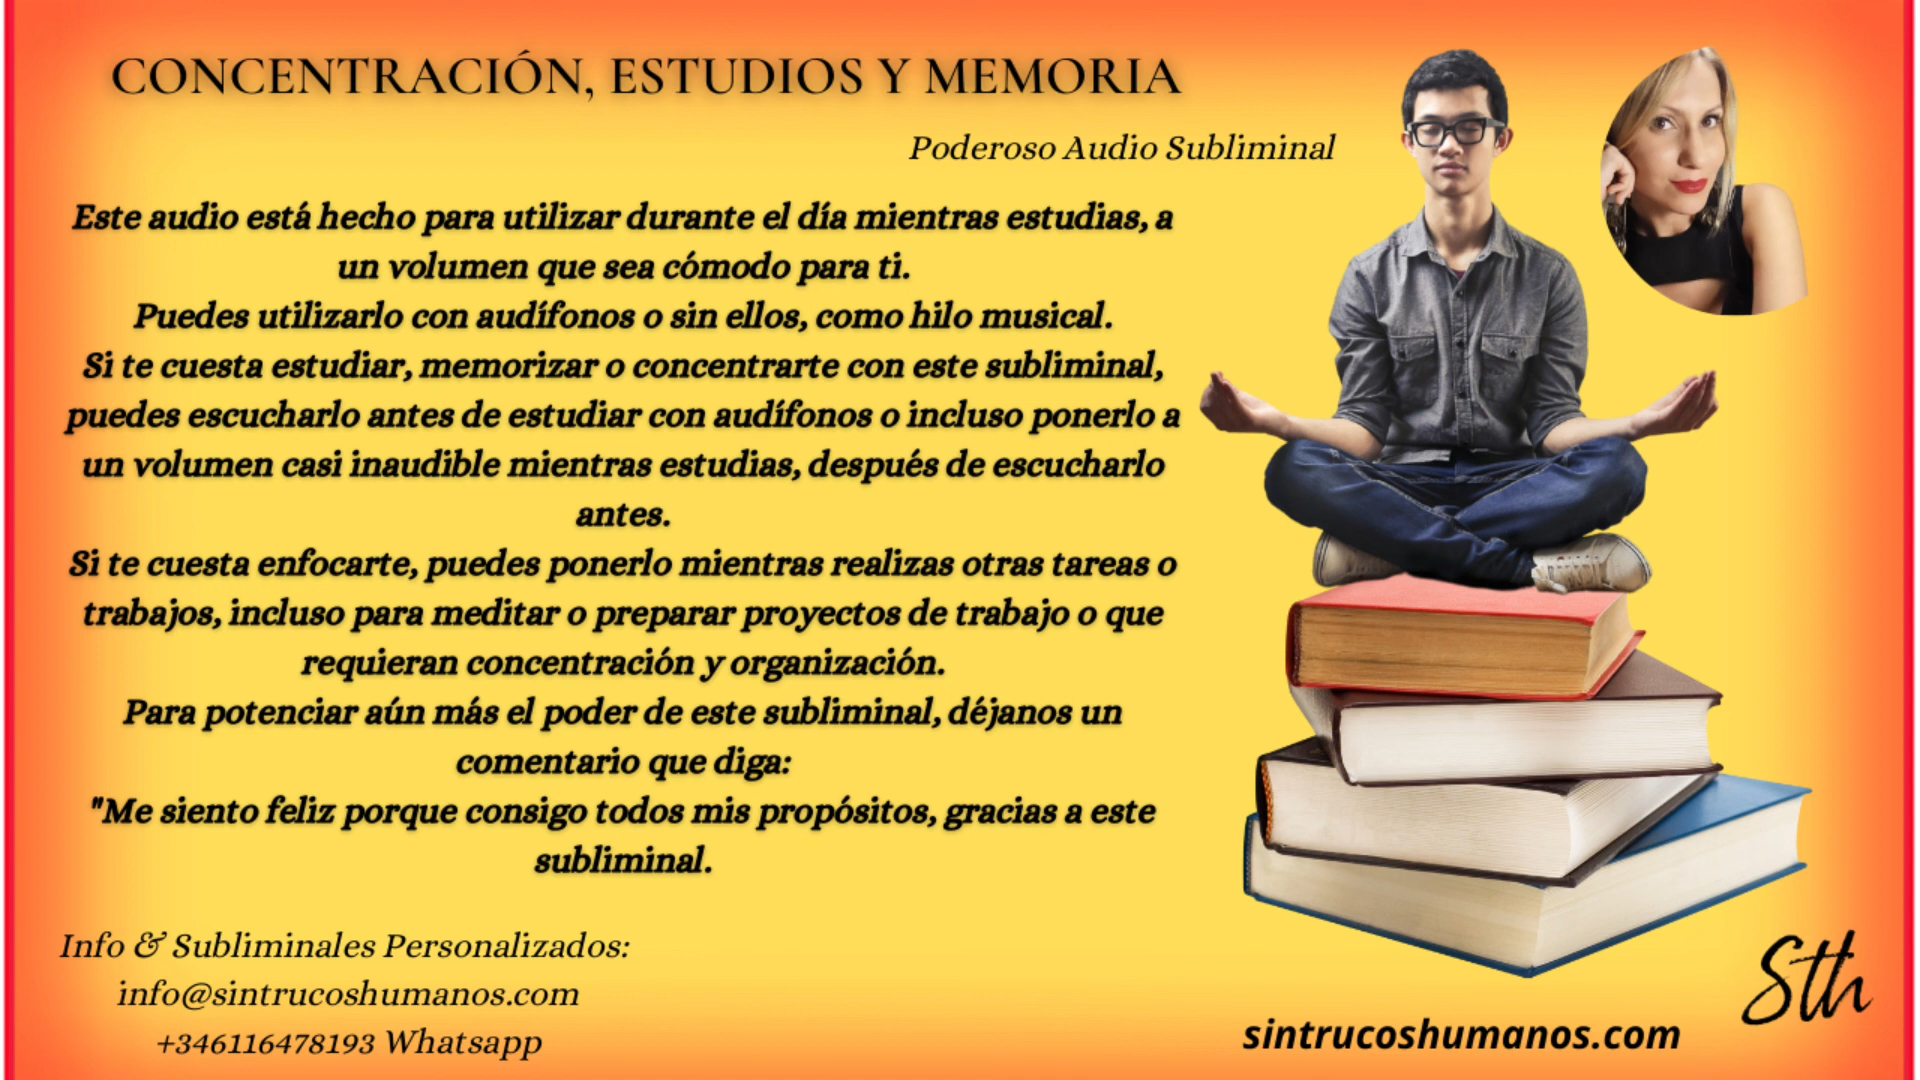 CONCENTRACIÓN, ESTUDIOS Y MEMORIA
Poderoso Audio Subliminal
Este audio está hecho para utilizar durante el día mientras estudias, a
un volumen que sea cómodo para ti.
Puedes utilizarlo con audífonos o sin ellos, como hilo musical.
Si te cuesta estudiar, memorizar o concentrarte con este subliminal,
puedes escucharlo antes de estudiar con audífonos o incluso ponerlo a
un volumen casi inaudible mientras estudias, después de escucharlo
antes.
Si te cuesta enfocarte, puedes ponerlo mientras realizas otras tareas o
trabajos, incluso para meditar o preparar proyectos de trabajo o que
requieran concentración y organización.
Para potenciar aún más el poder de este subliminal, déjanos un
comentario que diga:
"Me siento feliz porque consigo todos mis propósitos, gracias a este
subliminal.
Info & Subliminales Personalizados:
info@sintrucoshumanos.com
+346116478193 Whatsapp
sintrucoshumanos.com
Sth